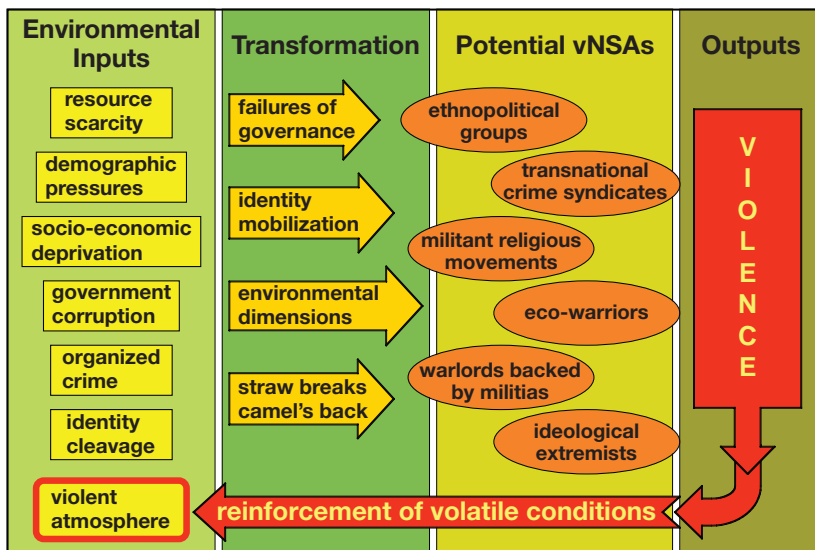 Environmental
Inputs
resource
scarcity
demographic
pressures
socio-economic
deprivation
government
corruption
organized
crime
identity
cleavage
violent
atmosphere
Transformation
failures of
governance
identity
mobilization
environmental
dimensions
straw breaks
camel's back
Potential vNSAs
ethnopolitical
groups
transnational
crime syndicates
militant religious
movements
eco-warriors
warlords backed
by militias
ideological
extremists
Outputs
VIOLENCE
reinforcement of volatile conditions